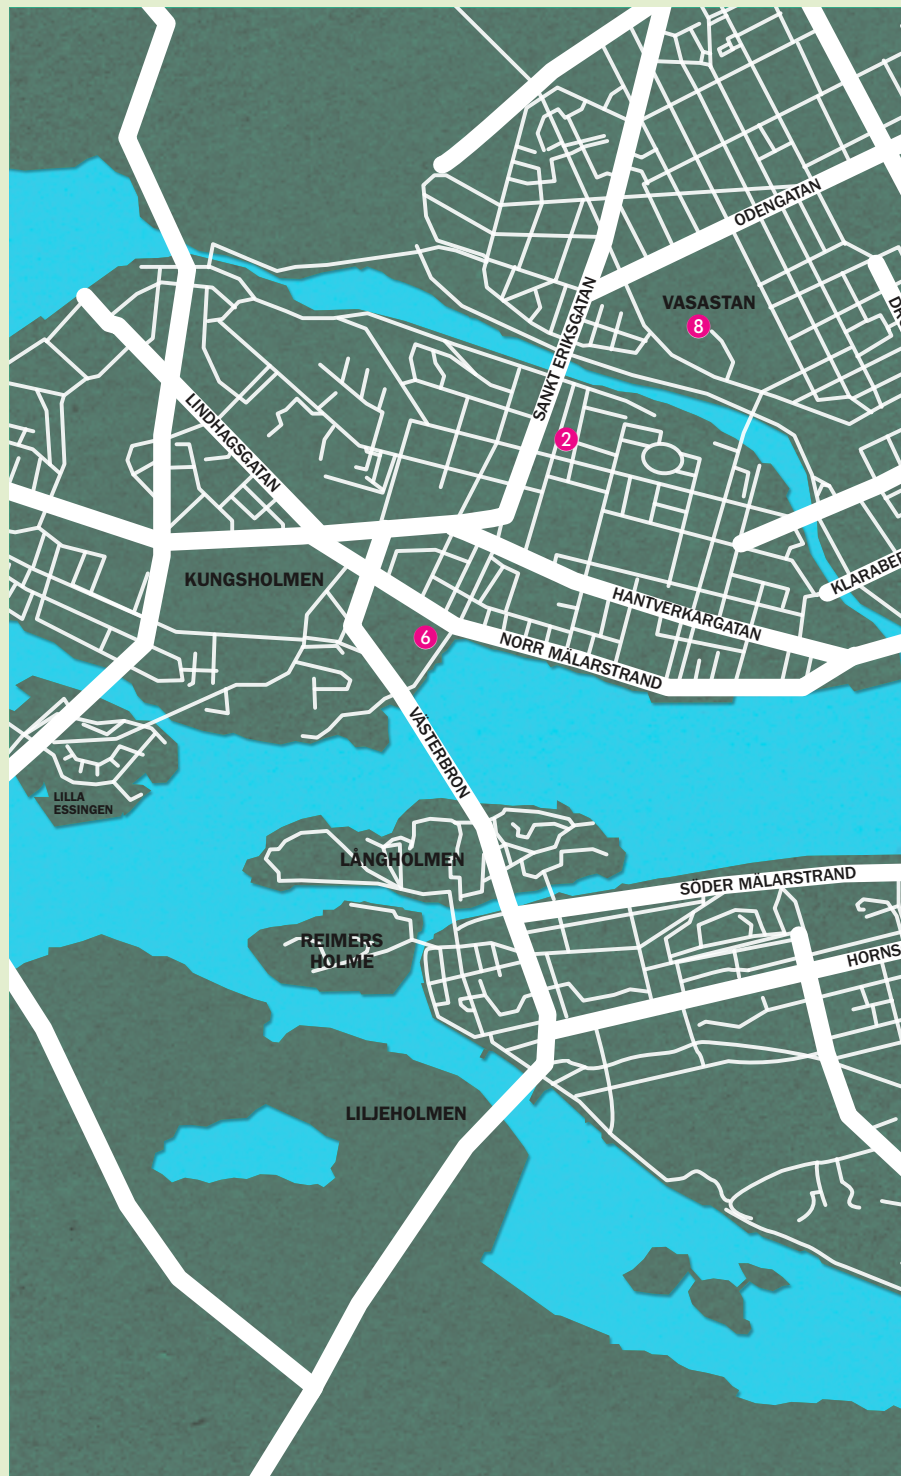 ODENGATAN
VASASTAN
8
SANKT ERIKSGATAN
2
LINDHAGSGATAN
KLARABER
KUNGSHOLMEN
HANTVERKARGATAN
6
NORR MÄLARSTRAND
VÄSTERBRON
LILLA
ESSINGEN
LÅNGHOLMEN
SÖDER MÄLARSTRAND
REIMERS
HOLME
HORNS
LILJEHOLMEN